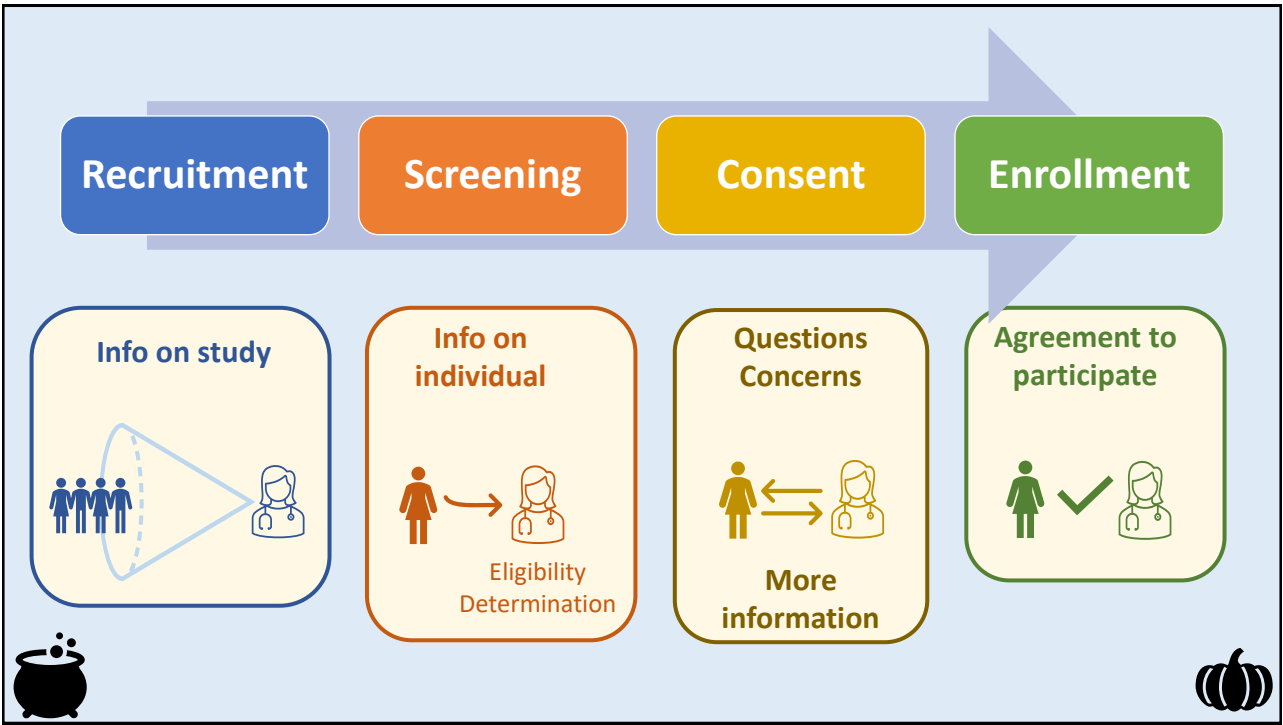 Recruitment
Screening
Consent
Enrollment
Info on study
Info on
individual
Eligibility
Determination
Questions
Concerns
More
information
Agreement to
participate